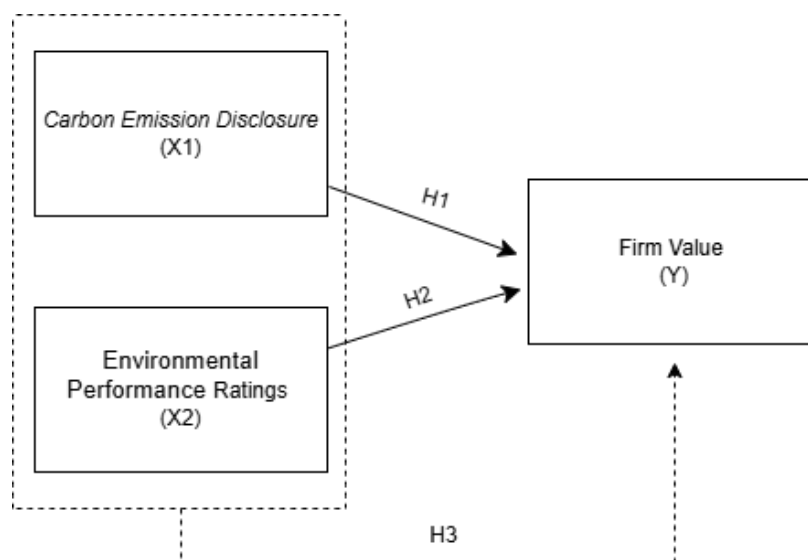 Carbon Emission Disclosure
(X1)
H1
Firm Value
(Y)
H2
Environmental
Performance Ratings
(X2)
H3